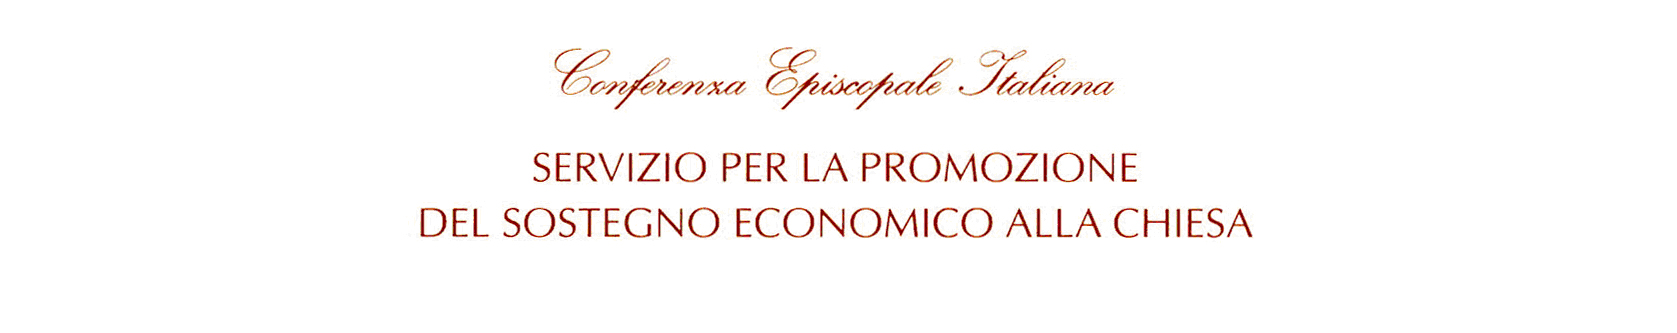 Conferenza Episcopale Italiana
SERVIZIO PER LA PROMOZIONE
DEL SOSTEGNO ECONOMICO ALLA CHIESA